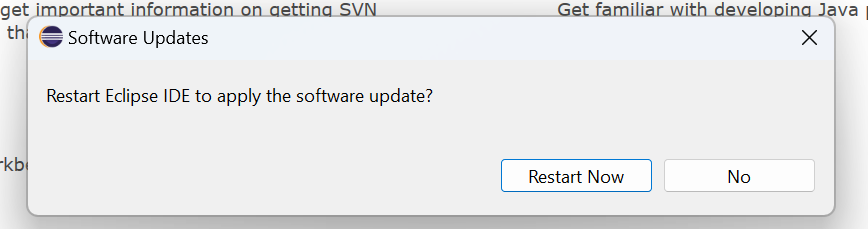 get important information on getting SVN
Get familiar with developing Java
Software Updates
Restart Eclipse IDE to apply the software update?
Restart Now
No